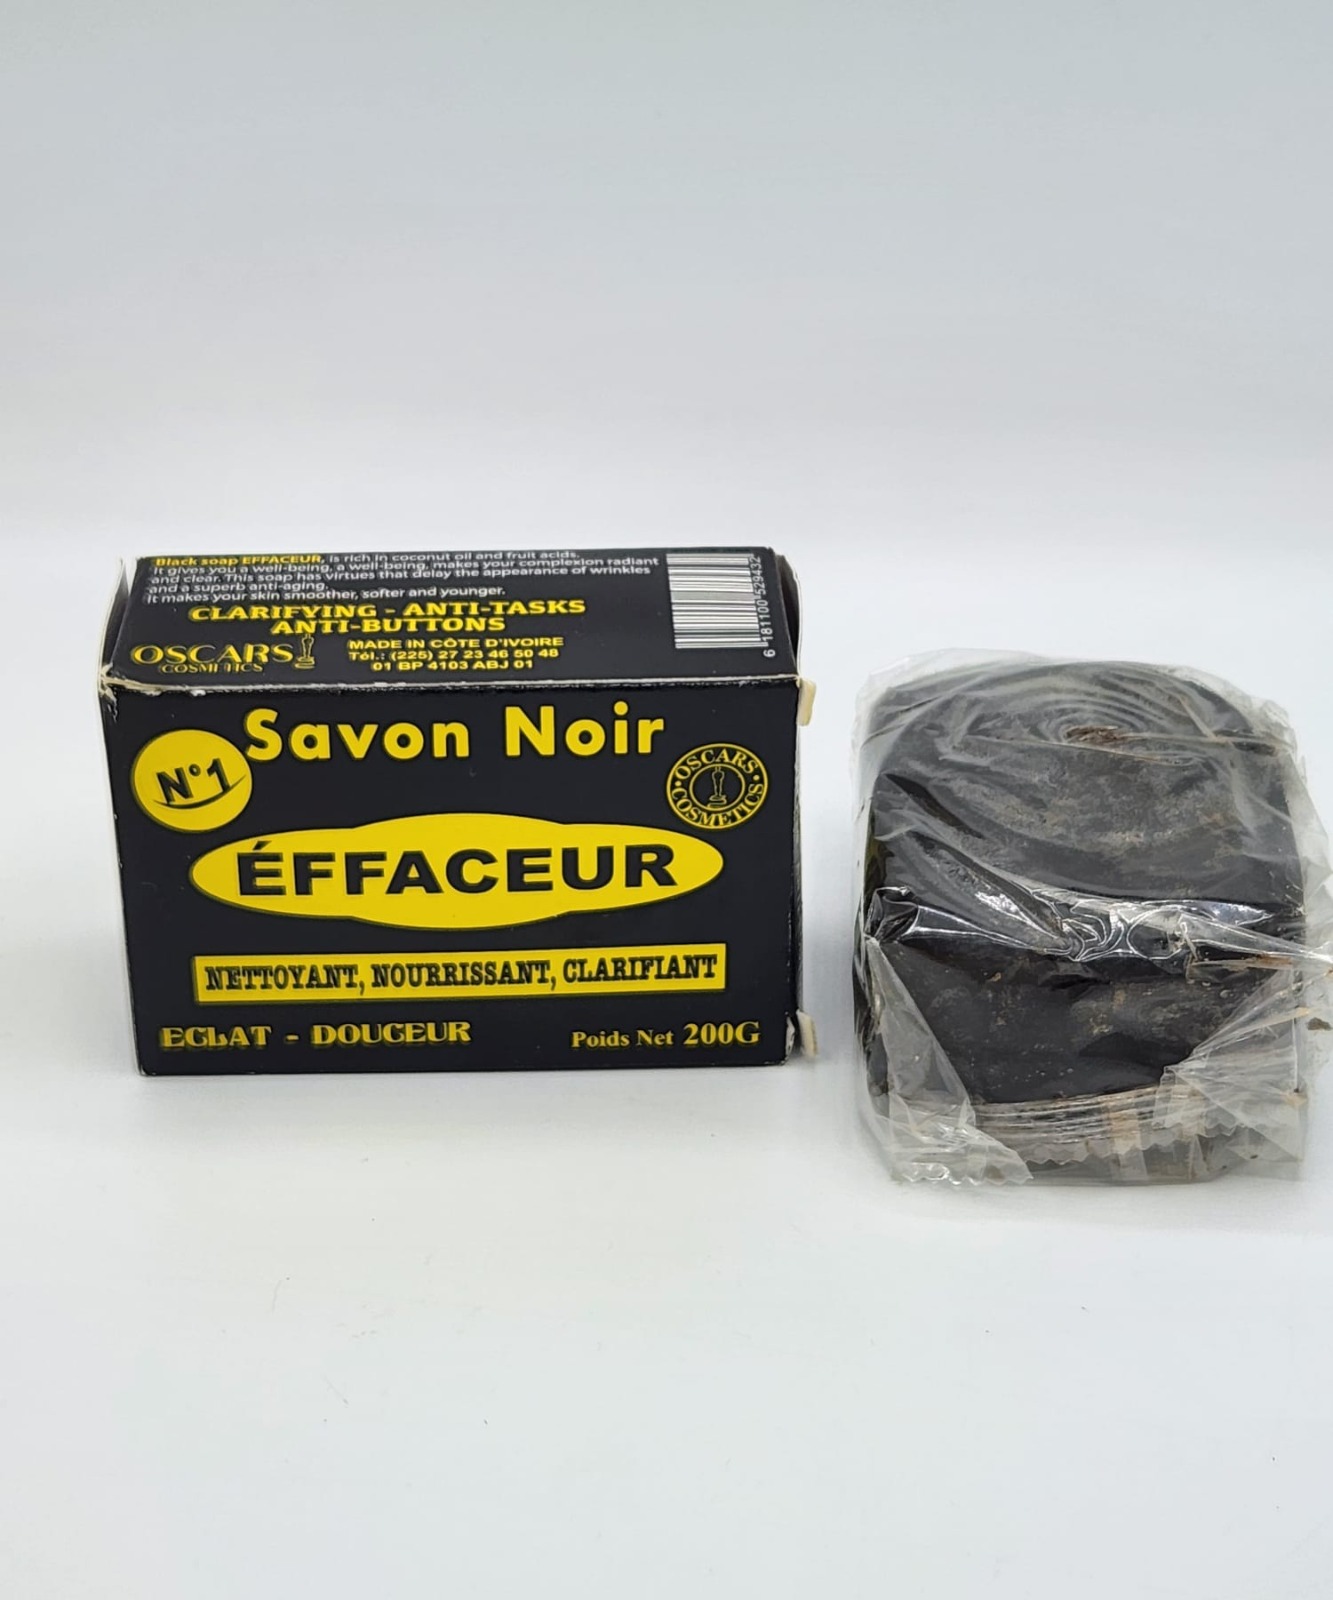 Black soap EFFACEUR, is rich in coconut oil and fruit acids.
It gives you a well-being, a well-being, makes your complexion radiant
and clear. This soap has virtues that delay the appearance of wrinkles
and a superb anti-aging.
It makes your skin smoother, softer and younger.
CLARIFYING - ANTI-TASKS
ANTI-BUTTONS
OSCARS
COSMETICS
MADE IN CÔTE D'IVOIRE
Tél.: (225) 27 23 46 50 48
01 BP 4103 ABJ 01
6 181100 529432
N°1
Savon Noir
OSCARS COSMETICS
ÉFFACEUR
NETTOYANT, NOURRISSANT, CLARIFIANT
ECLAT - DOUCEUR
Poids Net 200G